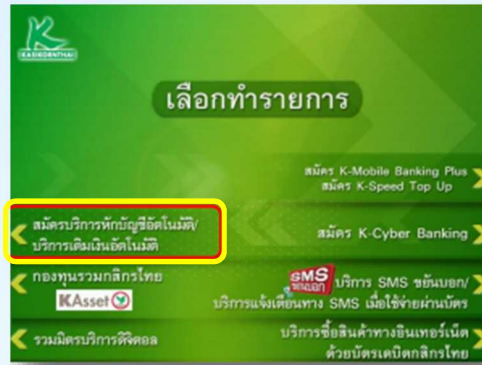 KASIKORNTHAI
เลือกทำรายการ
สมัคร K-Mobile Banking Plus
สมัคร K-Speed Top Up
สมัครบริการหักบัญชีอัตโนมัติ/
บริการเติมเงินอัตโนมัติ
สมัคร K-Cyber Banking
กองทุนรวมกสิกรไทย
KAsset
SMS
ขยันบอก
บริการ SMS ขยันบอก/
บริการแจ้งเตือนทาง SMS เมื่อใช้จ่ายผ่านบัตร
รวมมิตรบริการดิจิตอล
บริการซื้อสินค้าทางอินเทอร์เน็ต
ด้วยบัตรเดบิตกสิกรไทย